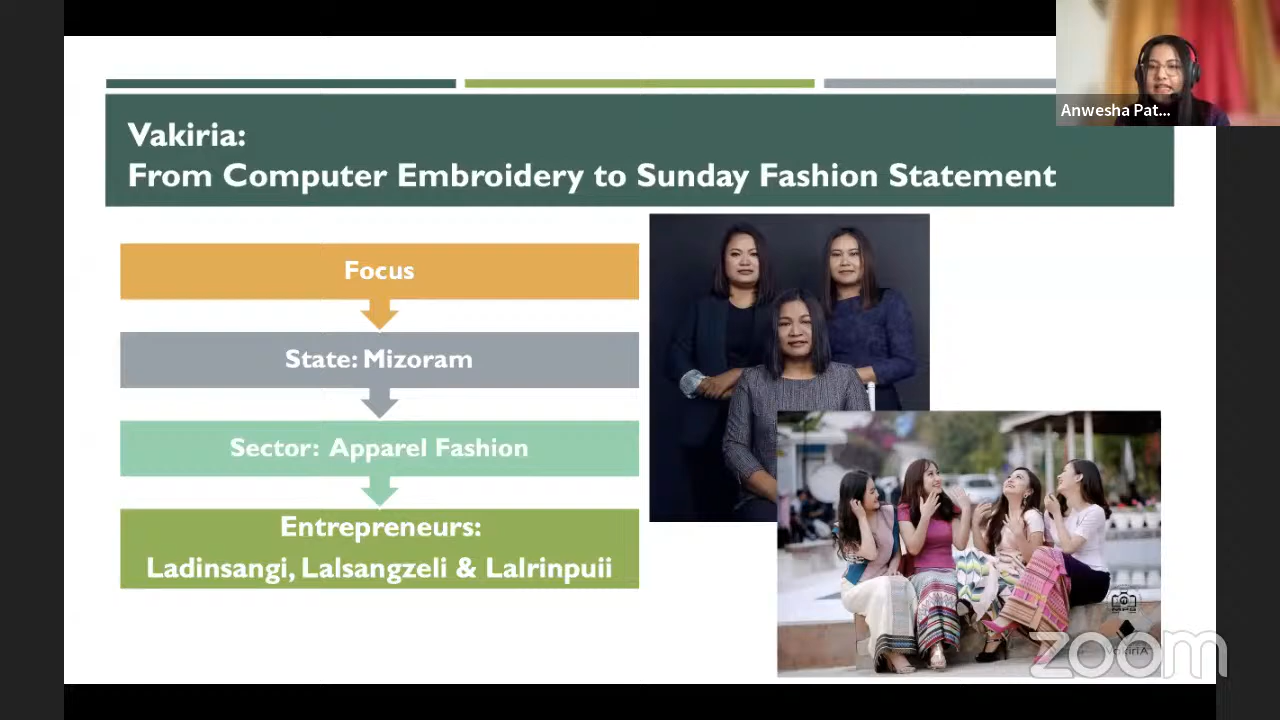 Anwesha Pat...
Vakiria:
From Computer Embroidery to Sunday Fashion Statement
Focus
State: Mizoram
Sector: Apparel Fashion
Entrepreneurs:
Ladinsangi, Lalsangzeli & Lalrinpuii
VakiriA
zoom